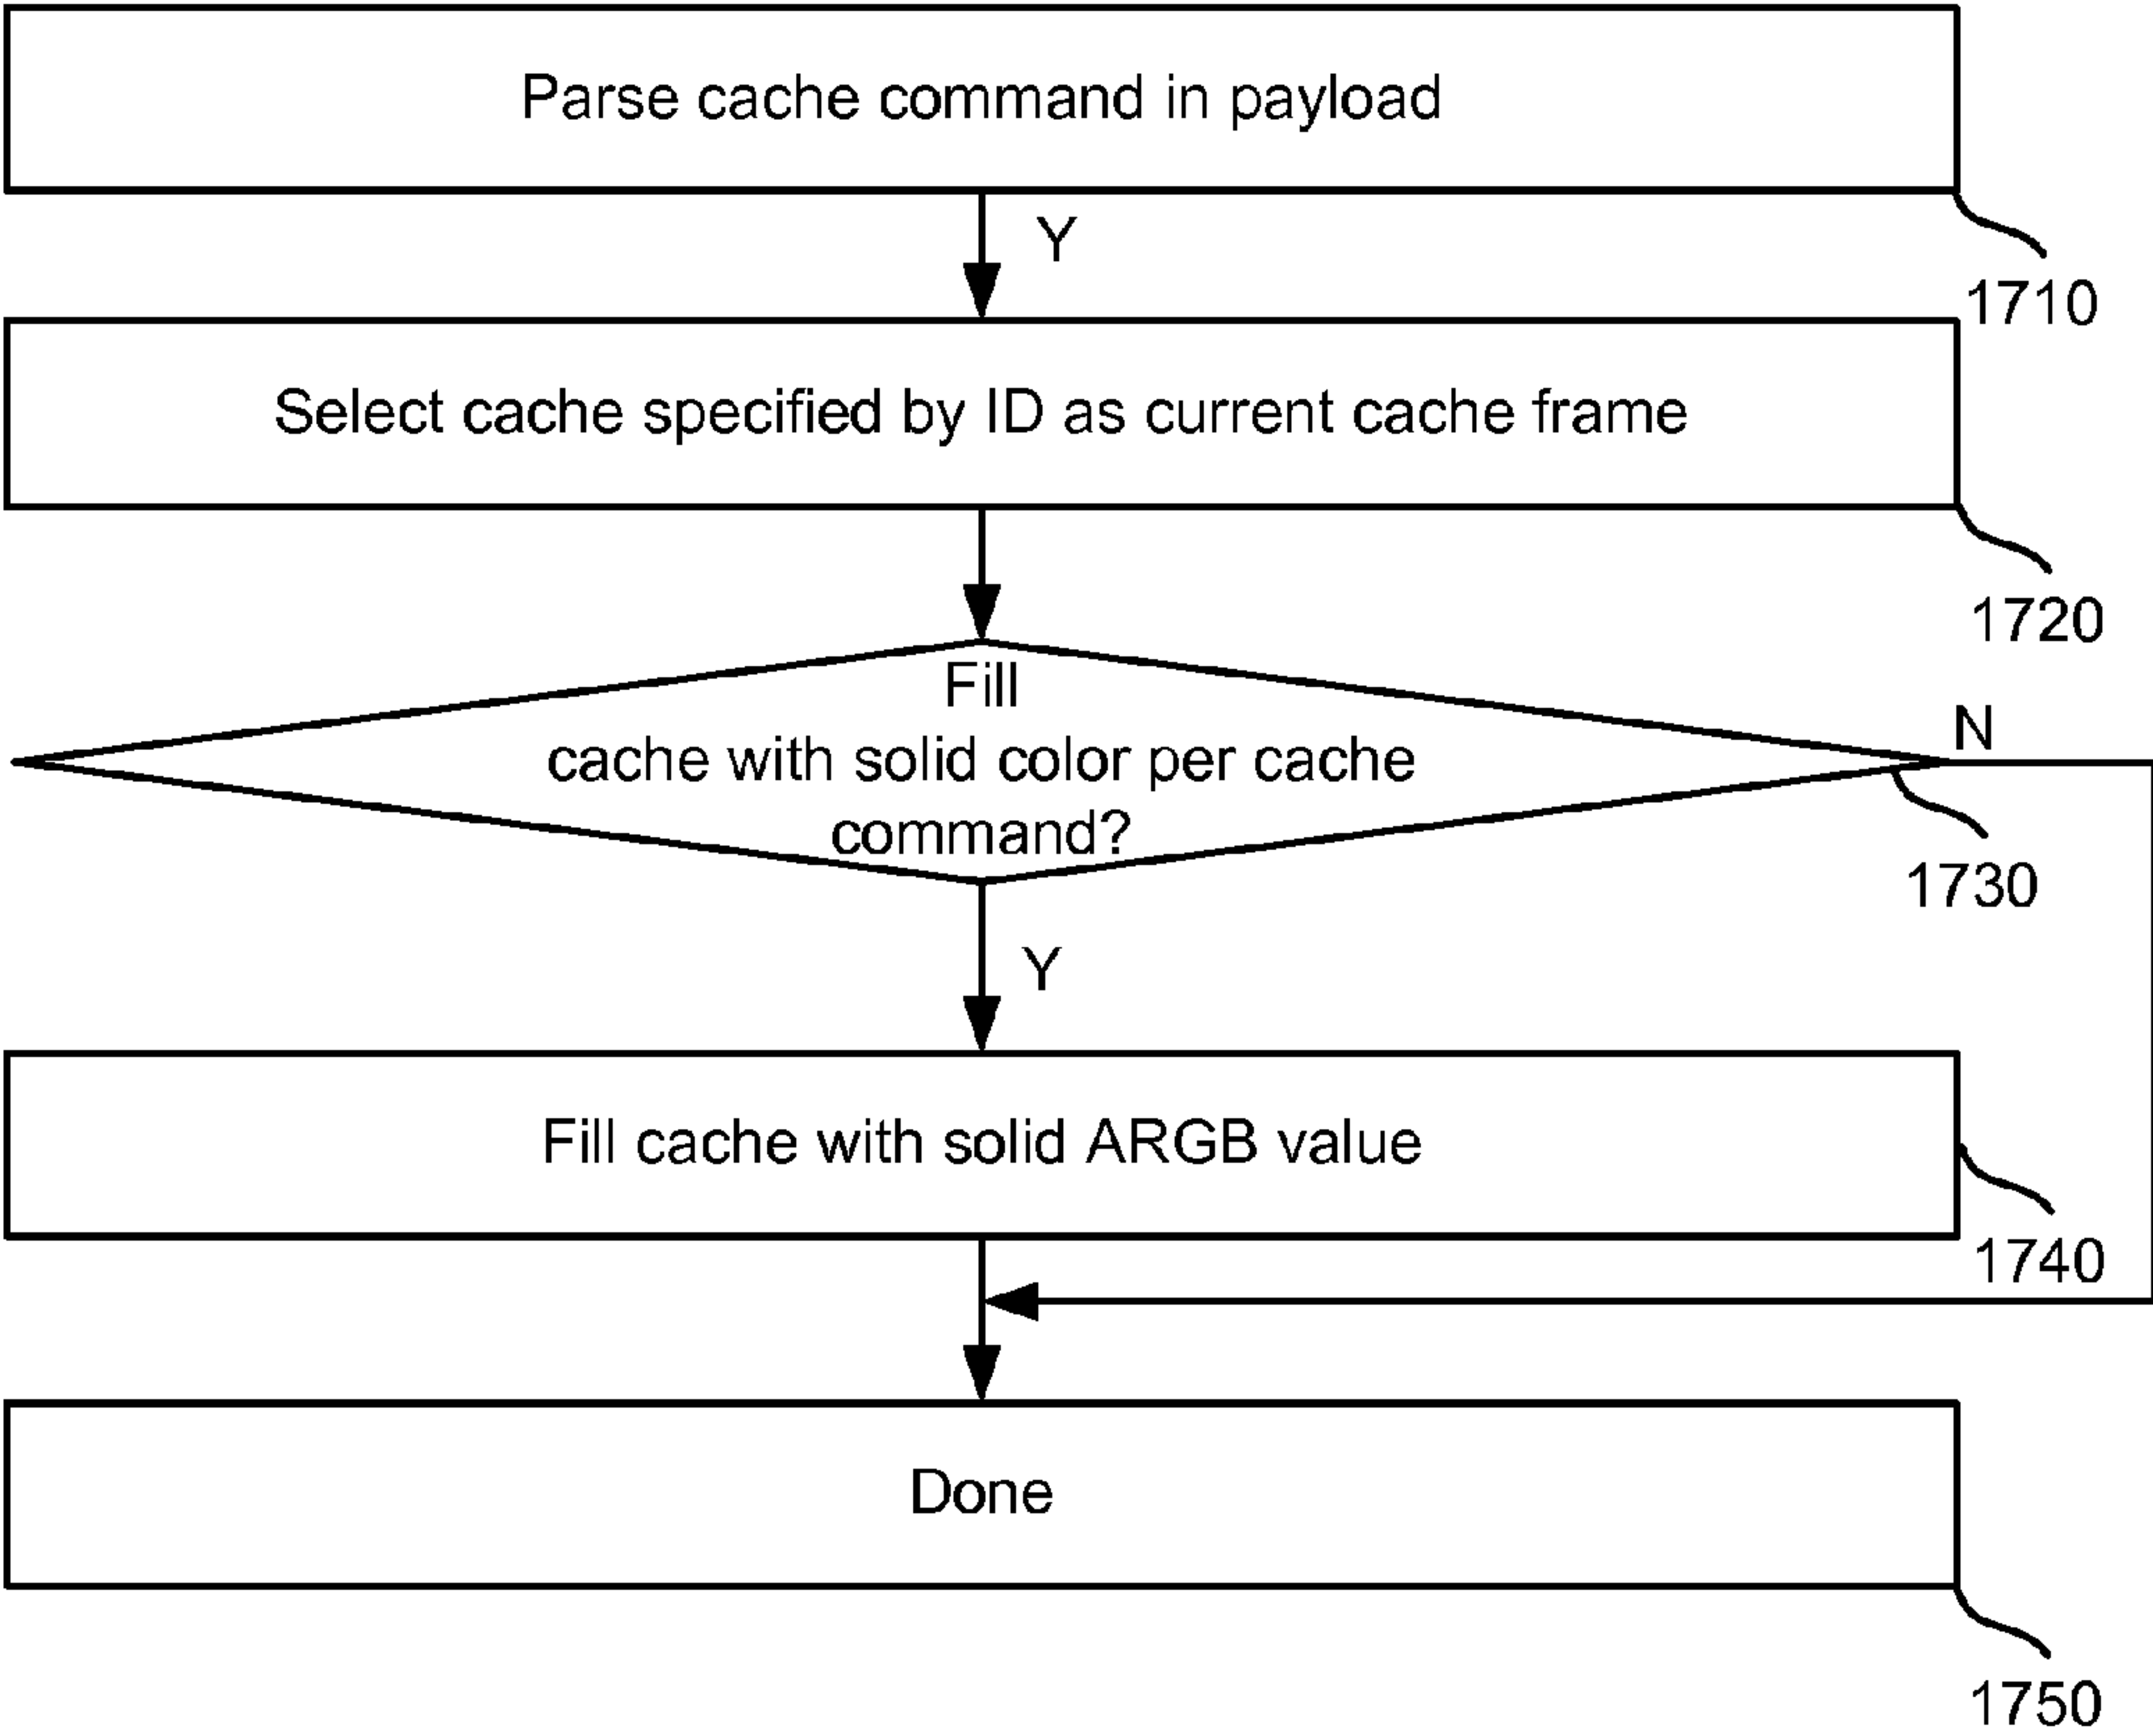 Parse cache command in payload
Y
1710
Select cache specified by ID as current cache frame
1720
Fill
cache with solid color per cache
command?
N
1730
Y
Fill cache with solid ARGB value
1740
Done
1750